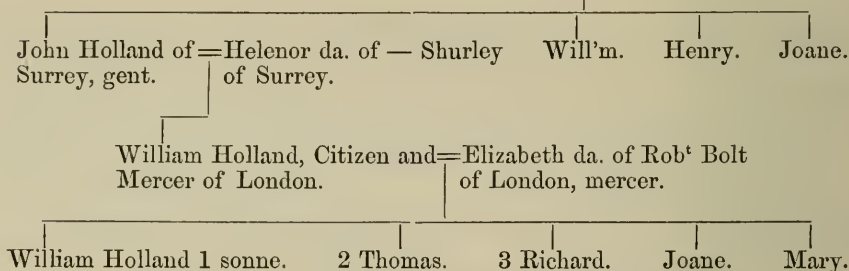 John Holland of=Helenor da. of — Shurley Will'm. Henry. Joane.
Surrey, gent. of Surrey.
William Holland, Citizen and=Elizabeth da. of Robᵗ Bolt
Mercer of London. of London, mercer.
William Holland 1 sonne. 2 Thomas. 3 Richard. Joane. Mary.